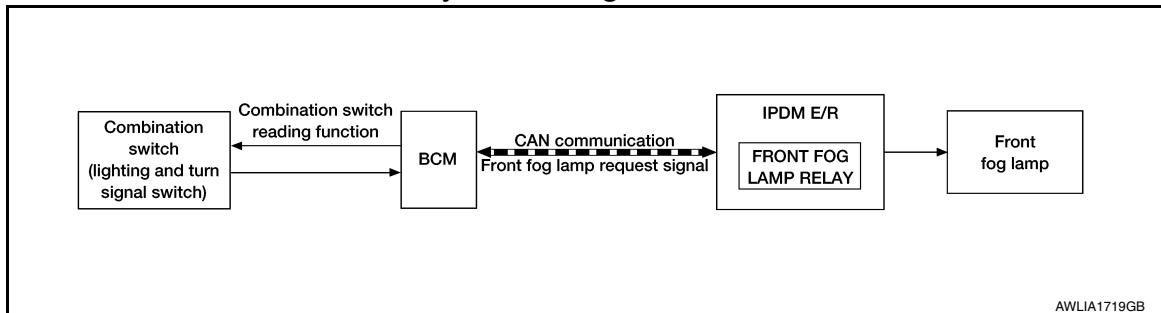 Combination
switch
(lighting and turn
signal switch)
Combination switch
reading function
BCM
CAN communication
Front fog lamp request signal
IPDM E/R
FRONT FOG
LAMP RELAY
Front
fog lamp
AWLIA1719GB